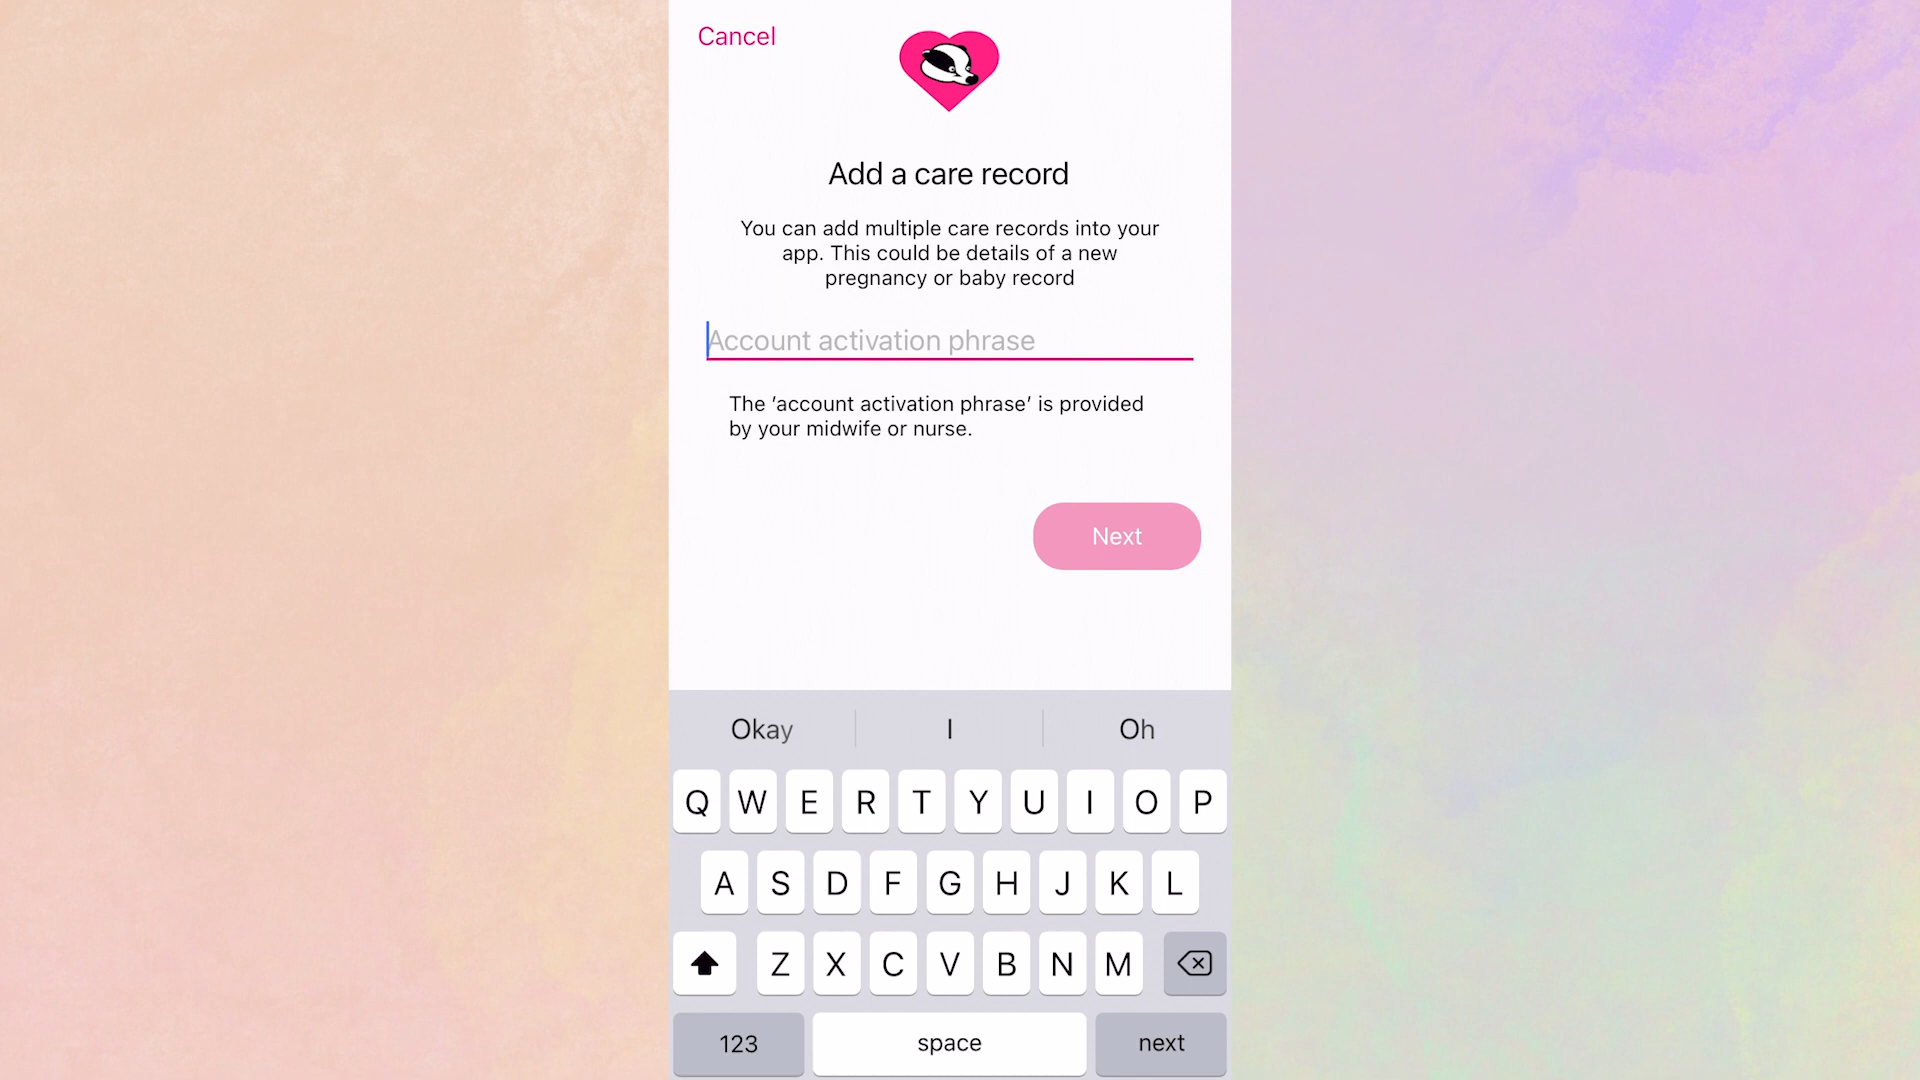 Cancel
Add a care record
You can add multiple care records into your
app. This could be details of a new
pregnancy or baby record
Account activation phrase
The ’account activation phrase’ is provided
by your midwife or nurse.
Next
Okay I Oh
Q W E R T Y U I O P
A S D F G H J K L
Z X C V B N M
123 space next